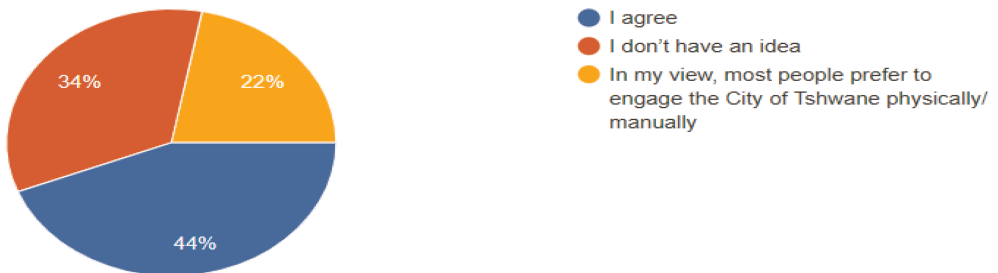 34%
22%
44%
I agree
I don't have an idea
In my view, most people prefer to
engage the City of Tshwane physically/
manually